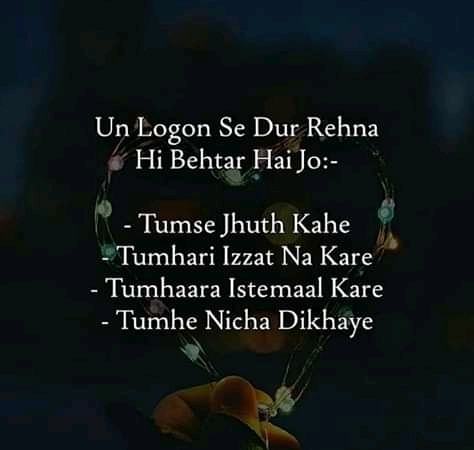 Un Logon Se Dur Rehna
Hi Behtar Hai Jo:-
- Tumse Jhuth Kahe
- Tumhari Izzat Na Kare
- Tumhaara Istemaal Kare
- Tumhe Nicha Dikhaye